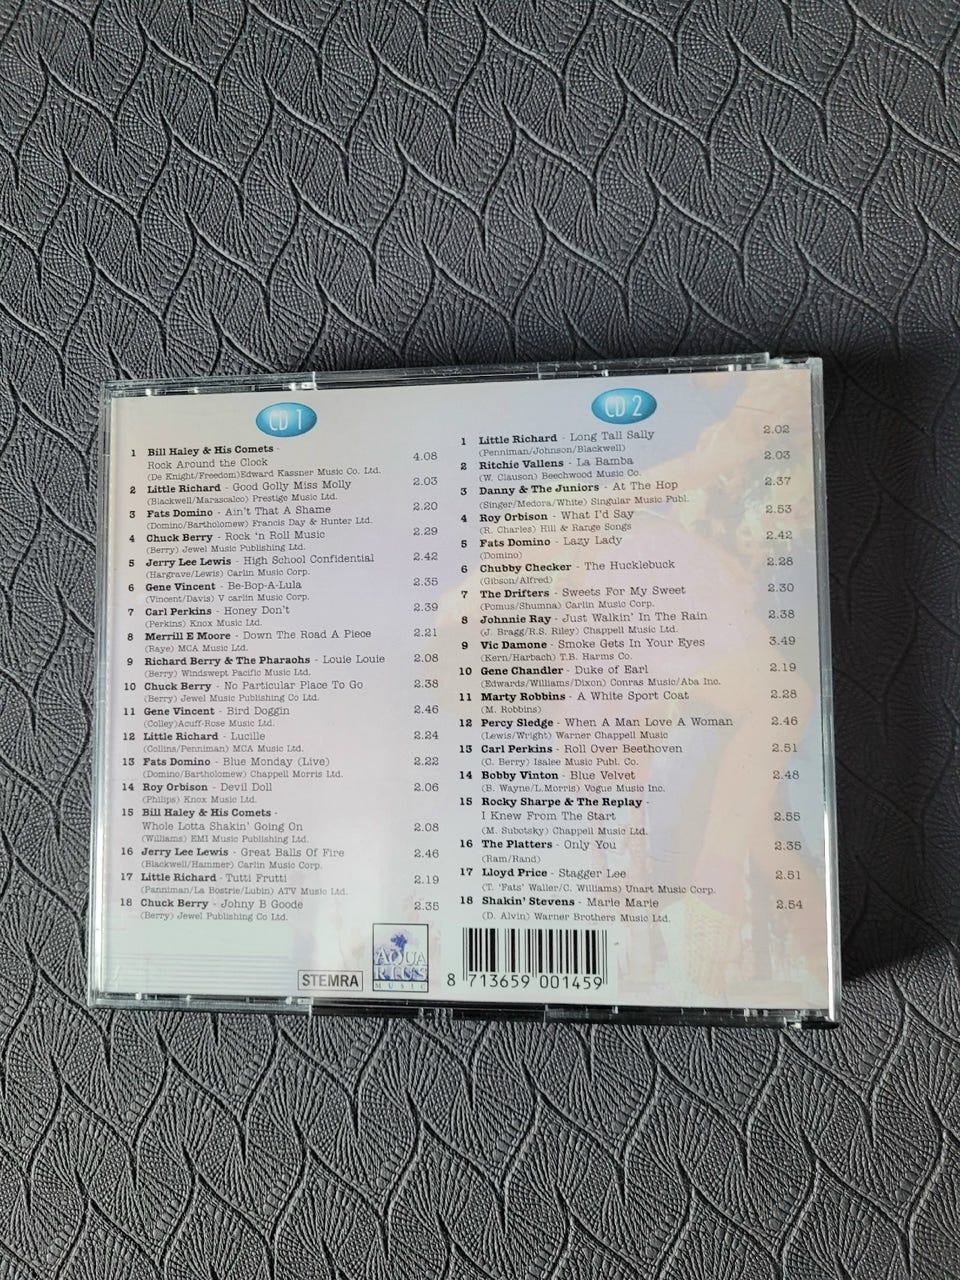 CD 1
1 Bill Haley & His Comets -
Rock Around the Clock 4.08
(De Knight/Freedom)Edward Kassner Music Co. Ltd.
2 Little Richard - Good Golly Miss Molly 2.03
(Blackwell/Marascalco) Prestige Music Ltd.
3 Fats Domino - Ain't That A Shame 2.20
(Domino/Bartholomew) Francis Day & Hunter Ltd.
4 Chuck Berry - Rock 'n Roll Music 2.29
(Berry) Jewel Music Publishing Ltd.
5 Jerry Lee Lewis - High School Confidential 2.42
(Hargrave/Lewis) Carlin Music Corp.
6 Gene Vincent - Be-Bop-A-Lula 2.35
(Vincent/Davis) V carlin Music Corp.
7 Carl Perkins - Honey Don't 2.39
(Perkins) Knox Music Ltd.
8 Merrill E Moore - Down The Road A Piece 2.21
(Raye) MCA Music Ltd.
9 Richard Berry & The Pharaohs - Louie Louie 2.08
(Berry) Windswept Pacific Music Ltd.
10 Chuck Berry - No Particular Place To Go 2.38
(Berry) Jewel Music Publishing Co Ltd.
11 Gene Vincent - Bird Doggin 2.46
(Colley)Acuff-Rose Music Ltd.
12 Little Richard - Lucille 2.24
(Collins/Penniman) MCA Music Ltd.
13 Fats Domino - Blue Monday (Live) 2.22
(Domino/Bartholomew) Chappell Morris Ltd.
14 Roy Orbison - Devil Doll 2.06
(Philips) Knox Music Ltd.
15 Bill Haley & His Comets -
Whole Lotta Shakin' Going On 2.08
(Williams) EMI Music Publishing Ltd.
16 Jerry Lee Lewis - Great Balls Of Fire 2.46
(Blackwell/Hammer) Carlin Music Corp.
17 Little Richard - Tutti Frutti 2.19
(Panniman/La Bostrie/Lubin) ATV Music Ltd.
18 Chuck Berry - Johny B Goode 2.35
(Berry) Jewel Publishing Co Ltd.
STEMRA
AQUA
RIUS
MUSIC
CD 2
1 Little Richard - Long Tall Sally 2.02
(Penniman/Johnson/Blackwell)
2 Ritchie Vallens - La Bamba 2.03
(W. Clauson) Beechwood Music Co.
3 Danny & The Juniors - At The Hop 2.37
(Singer/Medora/White) Singular Music Publ.
4 Roy Orbison - What I'd Say 2.53
(R. Charles) Hill & Range Songs
5 Fats Domino - Lazy Lady 2.42
(Domino)
6 Chubby Checker - The Hucklebuck 2.28
(Gibson/Alfred)
7 The Drifters - Sweets For My Sweet 2.30
(Pomus/Shumna) Carlin Music Corp.
8 Johnnie Ray - Just Walkin' In The Rain 2.38
(J. Bragg/R.S. Riley) Chappell Music Ltd.
9 Vic Damone - Smoke Gets In Your Eyes 3.49
(Kern/Harbach) T.B. Harms Co.
10 Gene Chandler - Duke of Earl 2.19
(Edwards/Williams/Dixon) Conras Music/Aba Inc.
11 Marty Robbins - A White Sport Coat 2.28
(M. Robbins)
12 Percy Sledge - When A Man Love A Woman 2.46
(Lewis/Wright) Warner Chappell Music
13 Carl Perkins - Roll Over Beethoven 2.51
(C. Berry) Isalee Music Publ. Co.
14 Bobby Vinton - Blue Velvet 2.48
(B. Wayne/L.Morris) Vogue Music Inc.
15 Rocky Sharpe & The Replay -
I Knew From The Start 2.55
(M. Subotsky) Chappell Music Ltd.
16 The Platters - Only You 2.35
(Ram/Rand)
17 Lloyd Price - Stagger Lee 2.51
(T. 'Fats' Waller/C. Williams) Unart Music Corp.
18 Shakin' Stevens - Marie Marie 2.54
(D. Alvin) Warner Brothers Music Ltd.
8 713659 001459